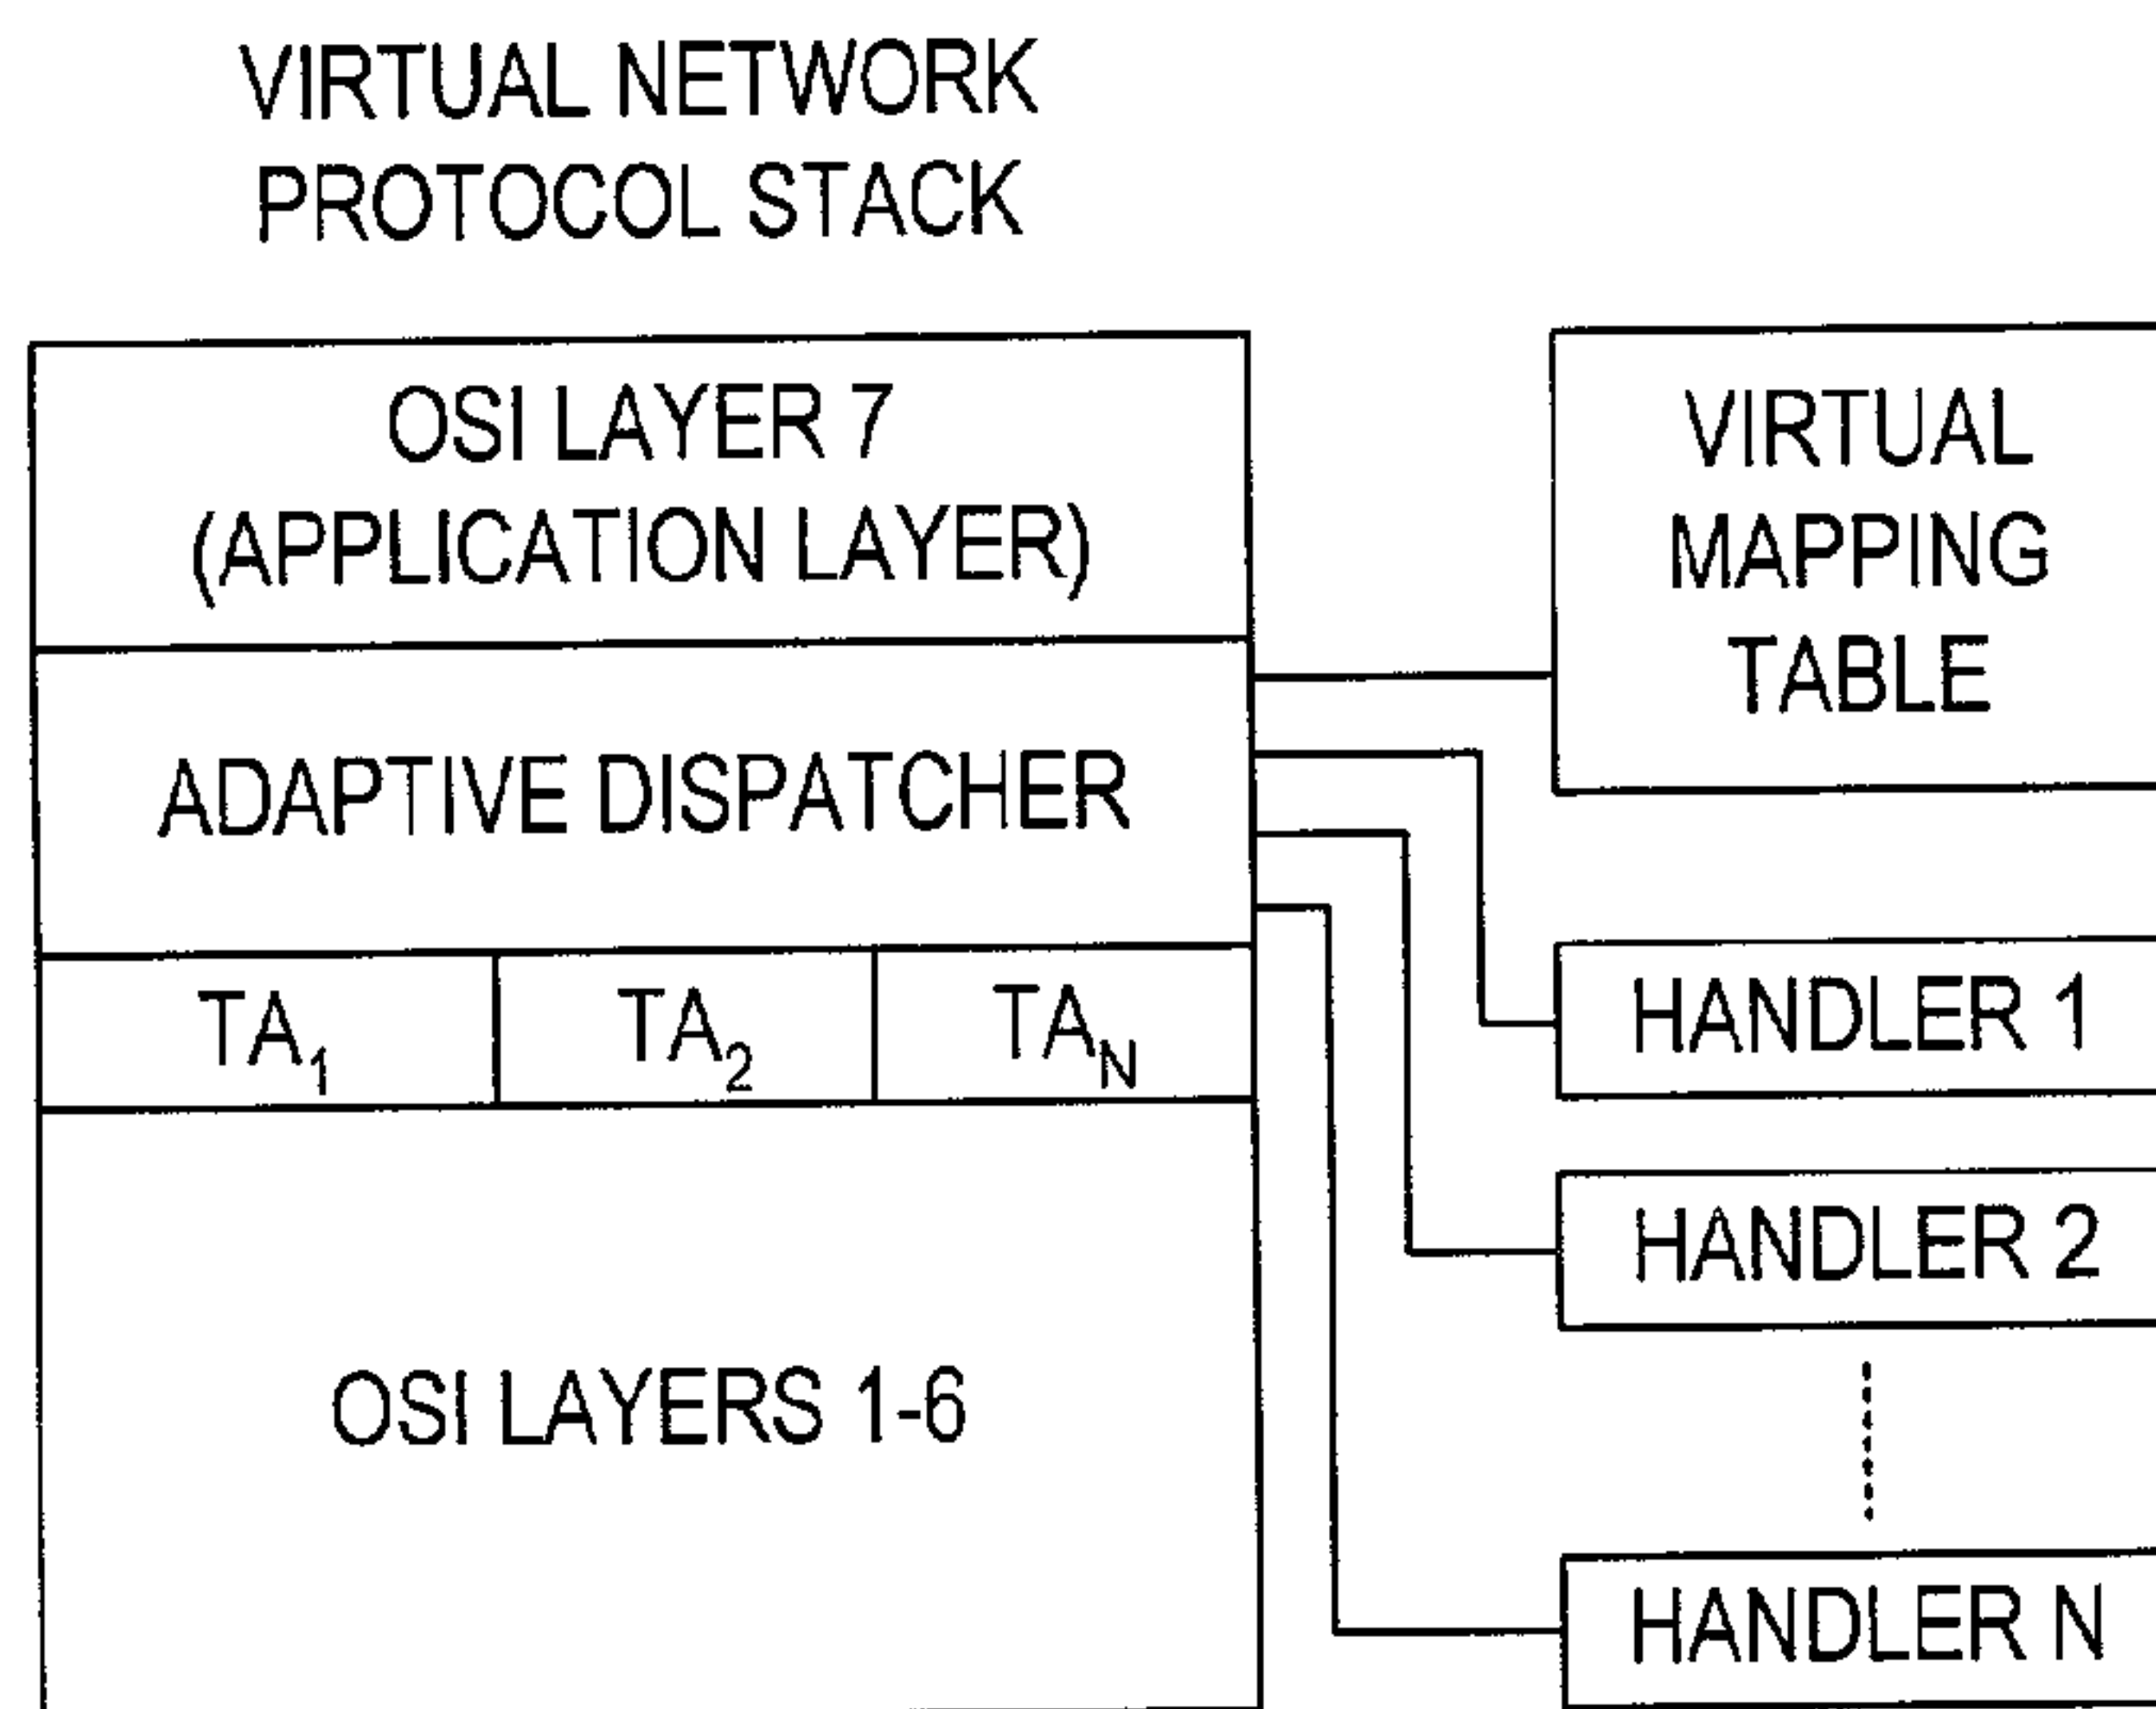 VIRTUAL NETWORK
PROTOCOL STACK
OSI LAYER 7
(APPLICATION LAYER)
ADAPTIVE DISPATCHER
TA₁ TA₂ TA_N
OSI LAYERS 1-6
VIRTUAL
MAPPING
TABLE
HANDLER 1
HANDLER 2
HANDLER N